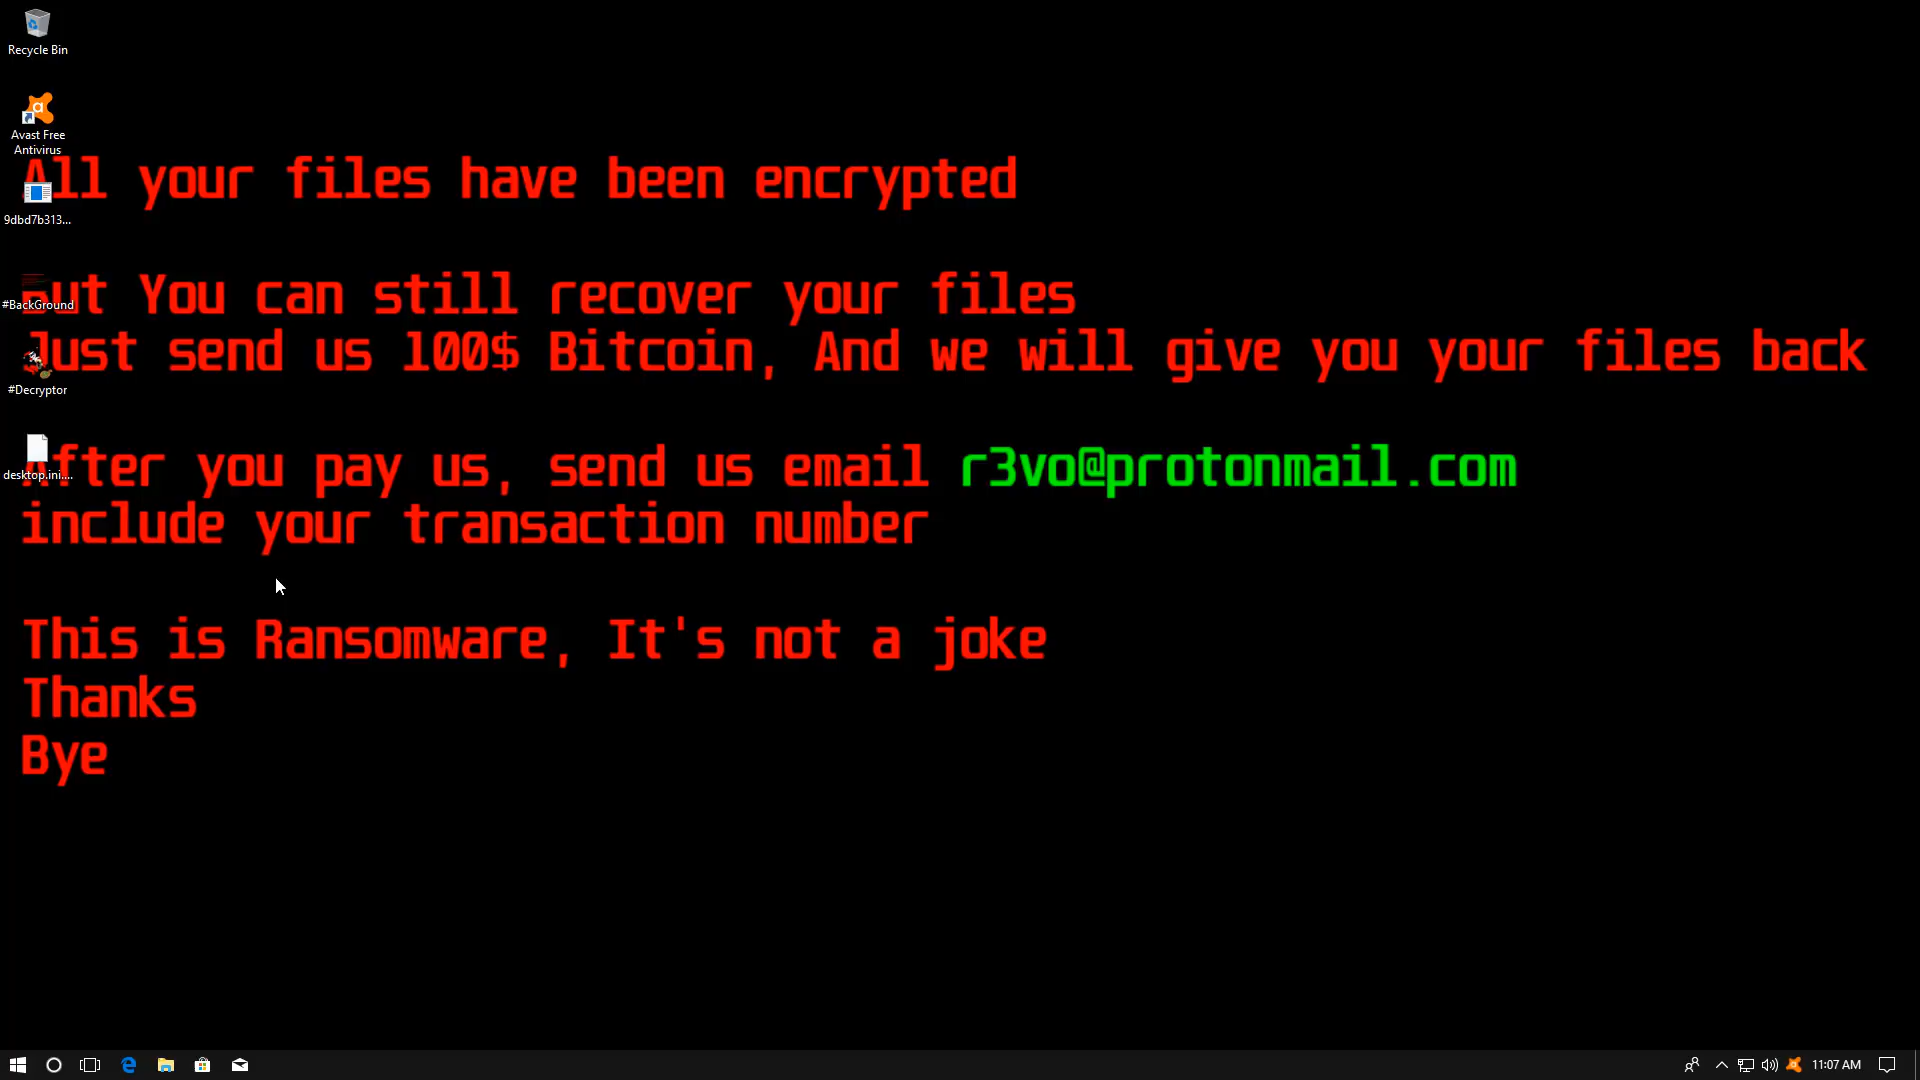 Recycle Bin
Avast Free
Antivirus
9dbd7b313...
#BackGround
#Decryptor
desktop.ini....
All your files have been encrypted
But You can still recover your files
Just send us 100$ Bitcoin, And we will give you your files back
After you pay us, send us email r3vo@protonmail.com
include your transaction number
This is Ransomware, It's not a joke
Thanks
Bye
11:07 AM